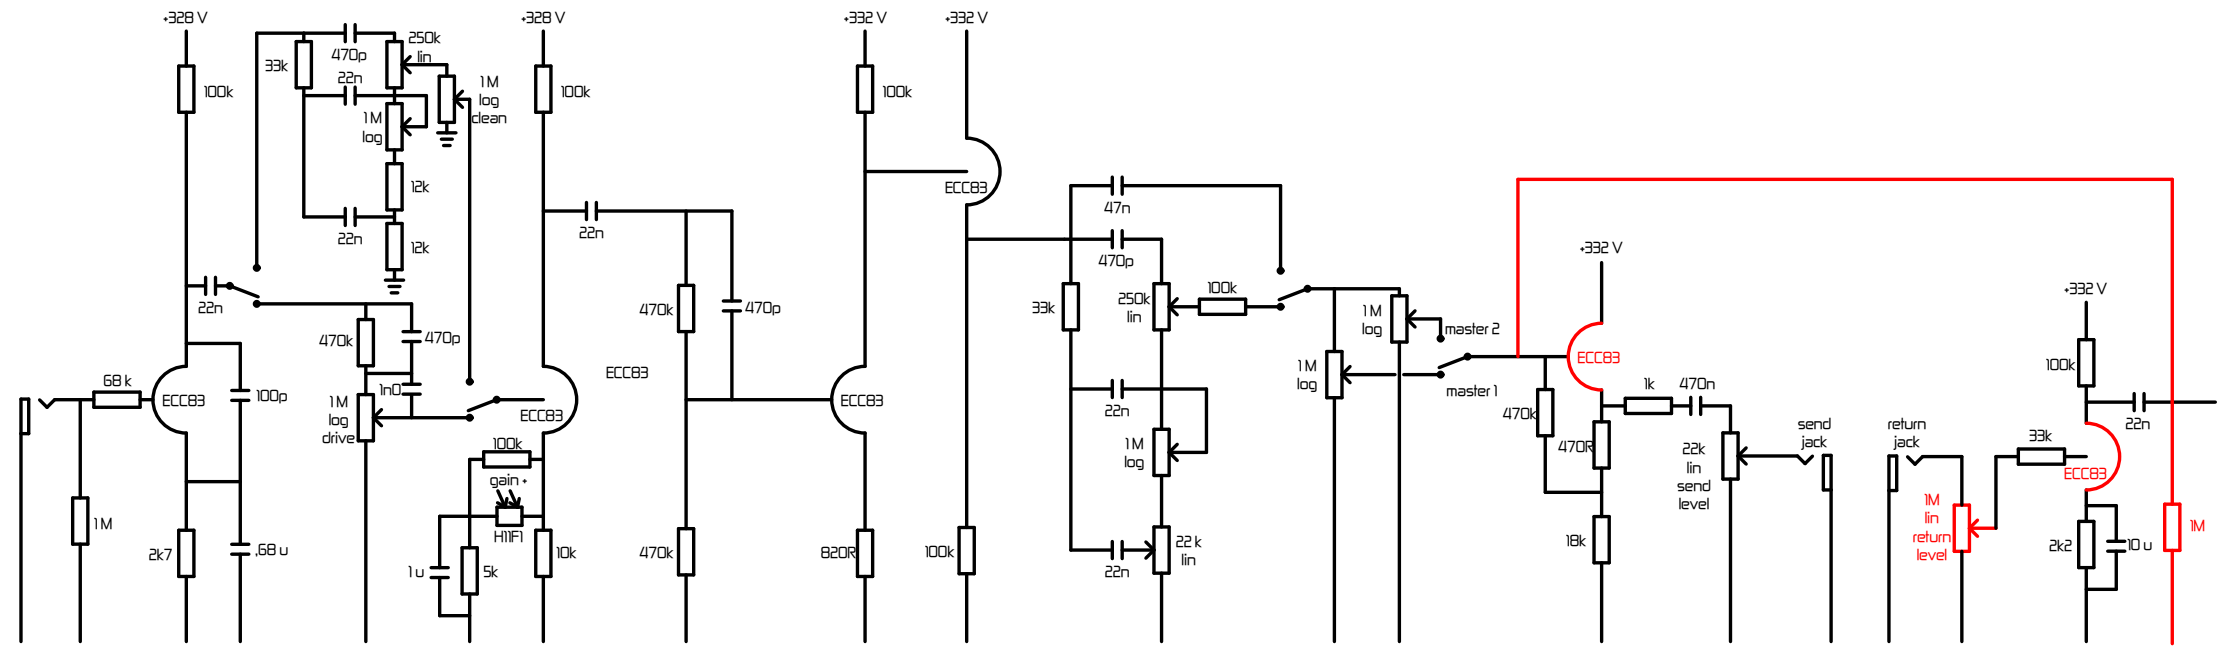 +328 V
+328 V
+332 V
+332 V
250k
lin
470p
33k
22n
1M
log
clean
100k
100k
100k
1M
log
12k
ECC83
47n
22n
12k
22n
+332 V
470p
22n
100k
250k
lin
33k
1M
log
master 2
+332 V
470k
470p
470k
470p
ECC83
1M
log
master 1
100k
ECC83
68 k
100p
ECC83
1n0
1M
log
drive
ECC83
ECC83
22n
1k
470n
470k
22n
100k
gain +
1M
log
470R
22k
lin
send
level
send
jack
return
jack
33k
ECC83
1M
2k7
,68 u
H11F1
10k
1 u
5k
470k
820R
100k
22n
22 k
lin
18k
1M
lin
return
level
2k2
10 u
1M